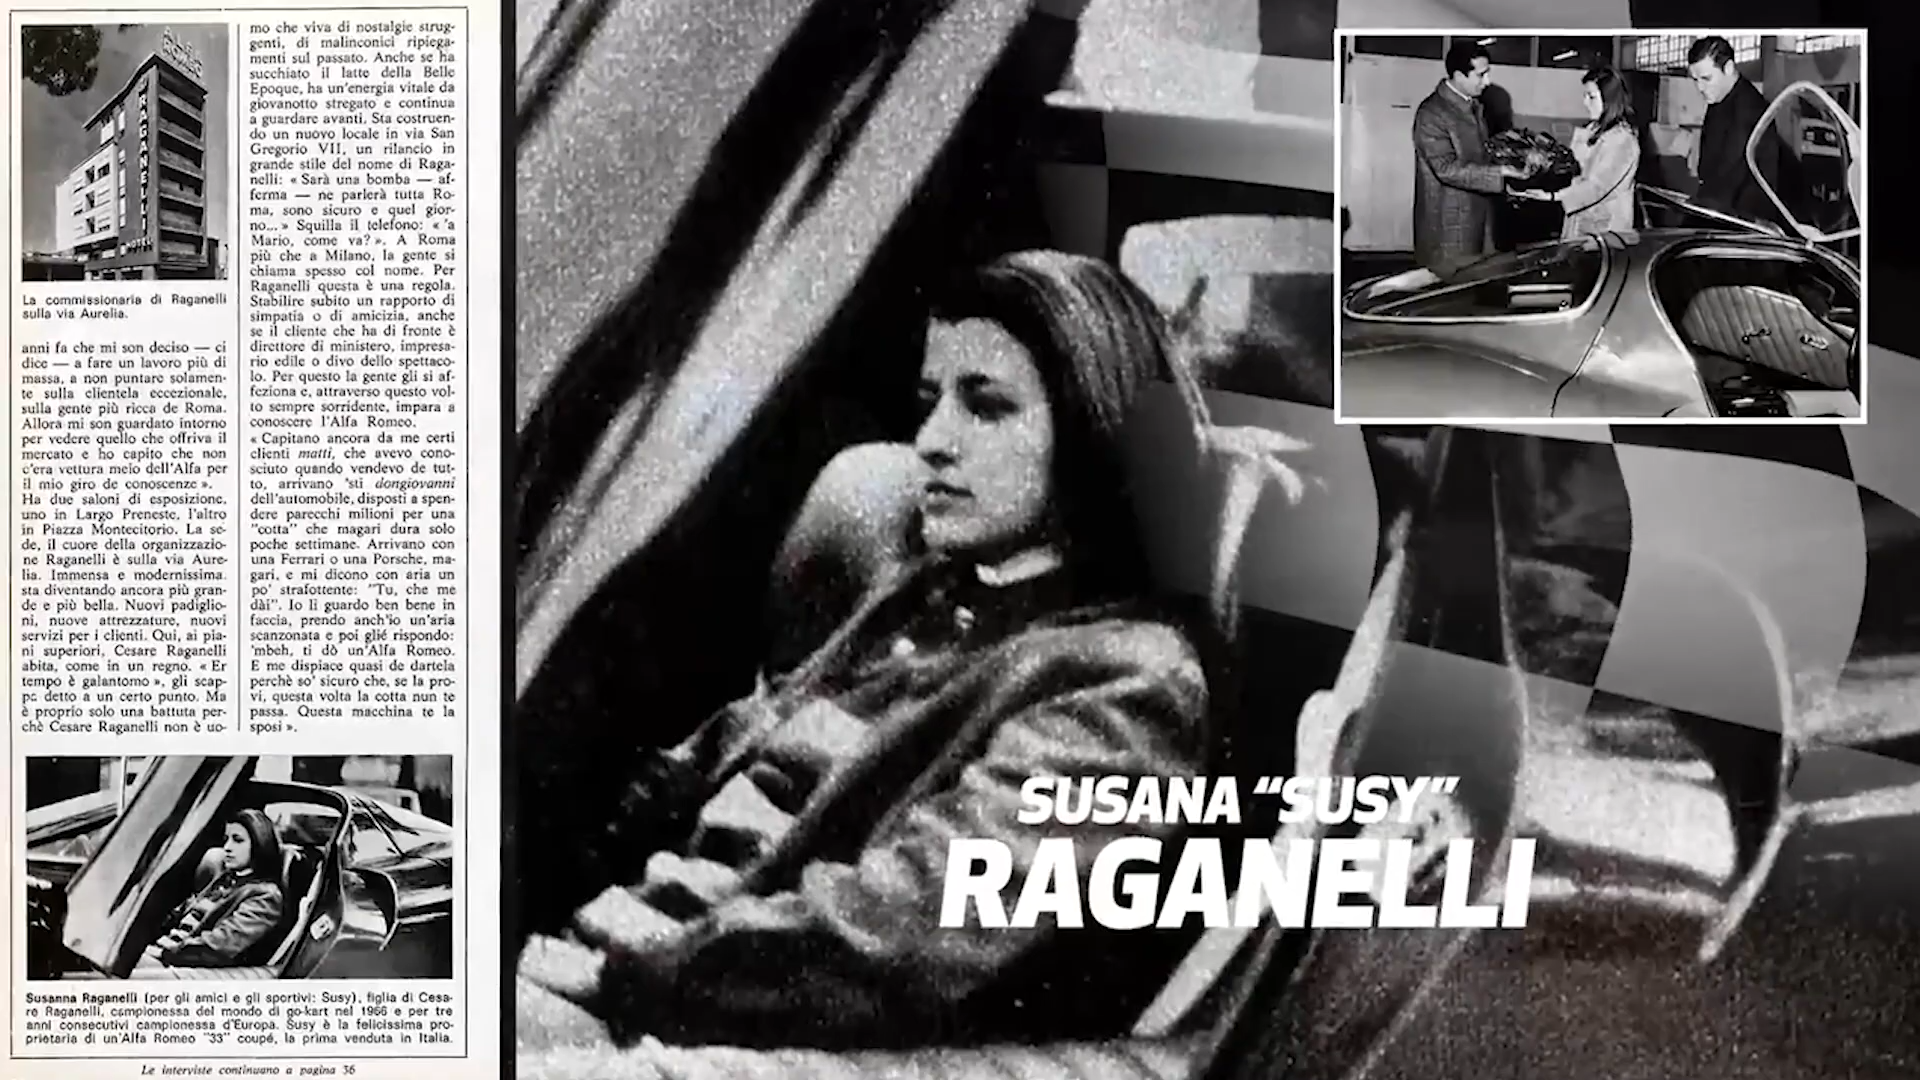 RAGANELLI
HOTEL
La commissionaria di Raganelli
sulla via Aurelia.
anni fa che mi son deciso — ci
dice — a fare un lavoro più di
massa, a non puntare solamen-
te sulla clientela eccezionale,
sulla gente più ricca de Roma.
Allora mi son guardato intorno
per vedere quello che offriva il
mercato e ho capito che non
c'era vettura meio dell'Alfa per
il mio giro de conoscenze ».
Ha due saloni di esposizione,
uno in Largo Preneste, l'altro
in Piazza Montecitorio. La se-
de, il cuore della organizzazio-
ne Raganelli è sulla via Aure-
lia. Immensa e modernissima,
sta diventando ancora più gran-
de e più bella. Nuovi padiglio-
ni, nuove attrezzature, nuovi
servizi per i clienti. Qui, ai pia-
ni superiori, Cesare Raganelli
abita, come in un regno. « Er
tempo è galantomo », gli scap-
pa detto a un certo punto. Ma
è proprio solo una battuta per-
chè Cesare Raganelli non è uo-
mo che viva di nostalgie strug-
genti, di malinconici ripiega-
menti sul passato. Anche se ha
succhiato il latte della Belle
Epoque, ha un'energia vitale da
giovanotto stregato e continua
a guardare avanti. Sta costruen-
do un nuovo locale in via San
Gregorio VII, un rilancio in
grande stile del nome di Raga-
nelli: « Sarà una bomba — af-
ferma — ne parlerà tutta Ro-
ma, sono sicuro e quel gior-
no... » Squilla il telefono: « 'a
Mario, come va? ». A Roma
più che a Milano, la gente si
chiama spesso col nome. Per
Raganelli questa è una regola.
Stabilire subito un rapporto di
simpatia o di amicizia, anche
se il cliente che ha di fronte è
direttore di ministero, impresa-
rio edile o divo dello spettaco-
lo. Per questo la gente gli si af-
feziona e, attraverso questo vol-
to sempre sorridente, impara a
conoscere l'Alfa Romeo.
« Capitano ancora da me certi
clienti matti, che avevo cono-
sciuto quando vendevo de tut-
to, arrivano 'sti dongiovanni
dell'automobile, disposti a spen-
dere parecchi milioni per una
"cotta" che magari dura solo
poche settimane. Arrivano con
una Ferrari o una Porsche, ma-
gari, e mi dicono con aria un
po' strafottente: "Tu, che me
dài". Io li guardo ben bene in
faccia, prendo anch'io un'aria
scanzonata e poi glié rispondo:
'mbeh, ti dò un'Alfa Romeo.
E me dispiace quasi de dartela
perchè so' sicuro che, se la pro-
vi, questa volta la cotta nun te
passa. Questa macchina te la
sposi ».
Susanna Raganelli (per gli amici e gli sportivi: Susy), figlia di Cesa-
re Raganelli, campionessa del mondo di go-kart nel 1966 e per tre
anni consecutivi campionessa d'Europa. Susy è la felicissima pro-
prietaria di un'Alfa Romeo "33" coupé, la prima venduta in Italia.
Le interviste continuano a pagina 36
SUSANA “SUSY”
RAGANELLI